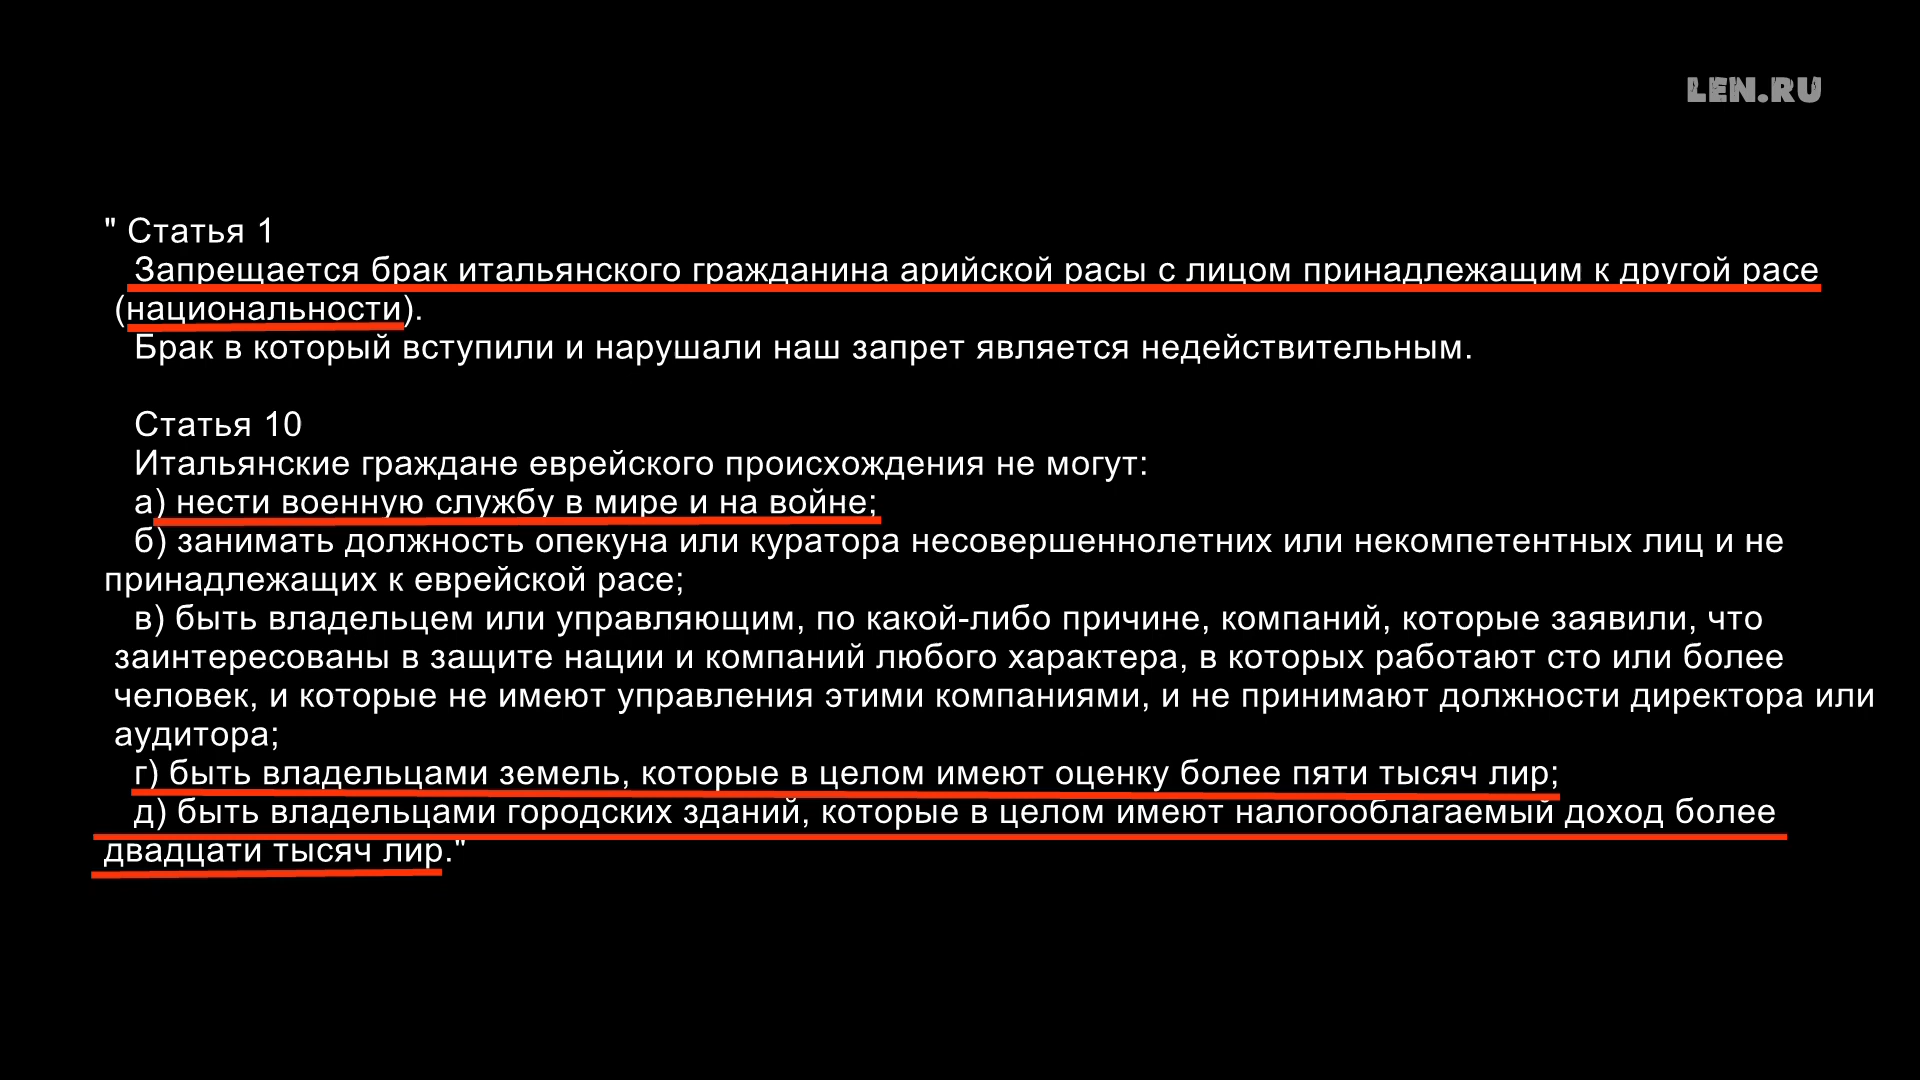 LEN.RU
" Статья 1
Запрещается брак итальянского гражданина арийской расы с лицом принадлежащим к другой расе
(национальности).
Брак в который вступили и нарушали наш запрет является недействительным.
Статья 10
Итальянские граждане еврейского происхождения не могут:
а) нести военную службу в мире и на войне;
б) занимать должность опекуна или куратора несовершеннолетних или некомпетентных лиц и не
принадлежащих к еврейской расе;
в) быть владельцем или управляющим, по какой-либо причине, компаний, которые заявили, что
заинтересованы в защите нации и компаний любого характера, в которых работают сто или более
человек, и которые не имеют управления этими компаниями, и не принимают должности директора или
аудитора;
г) быть владельцами земель, которые в целом имеют оценку более пяти тысяч лир;
д) быть владельцами городских зданий, которые в целом имеют налогооблагаемый доход более
двадцати тысяч лир."